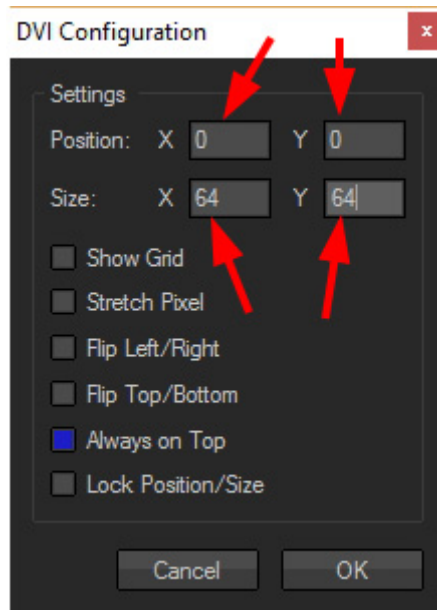 DVI Configuration x
Settings
Position: X 0 Y 0
Size: X 64 Y 64
Show Grid
Stretch Pixel
Flip Left/Right
Flip Top/Bottom
Always on Top
Lock Position/Size
Cancel OK